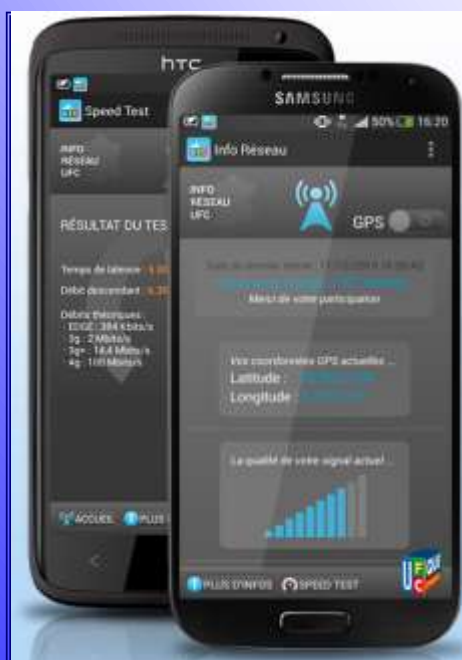 hTC
Speed Test
INFO
RÉSEAU
UFC
RÉSULTAT DU TES
Temps de latence :
Débit descendant :
Débits théoriques :
- EDGE: 384 Kbits/s
- 3g : 2 Mbits/s
- 3g+ : 14,4 Mbits/s
- 4g : 100 Mbits/s
ACCUEIL PLUS
SAMSUNG
50% 16:20
Info Réseau
INFO
RÉSEAU
UFC
GPS
Merci de votre participation
Vos coordonnées GPS actuelles ...
Latitude :
Longitude :
La qualité de votre signal actuel ...
PLUS D'INFOS SPEED TEST
UFC QUE